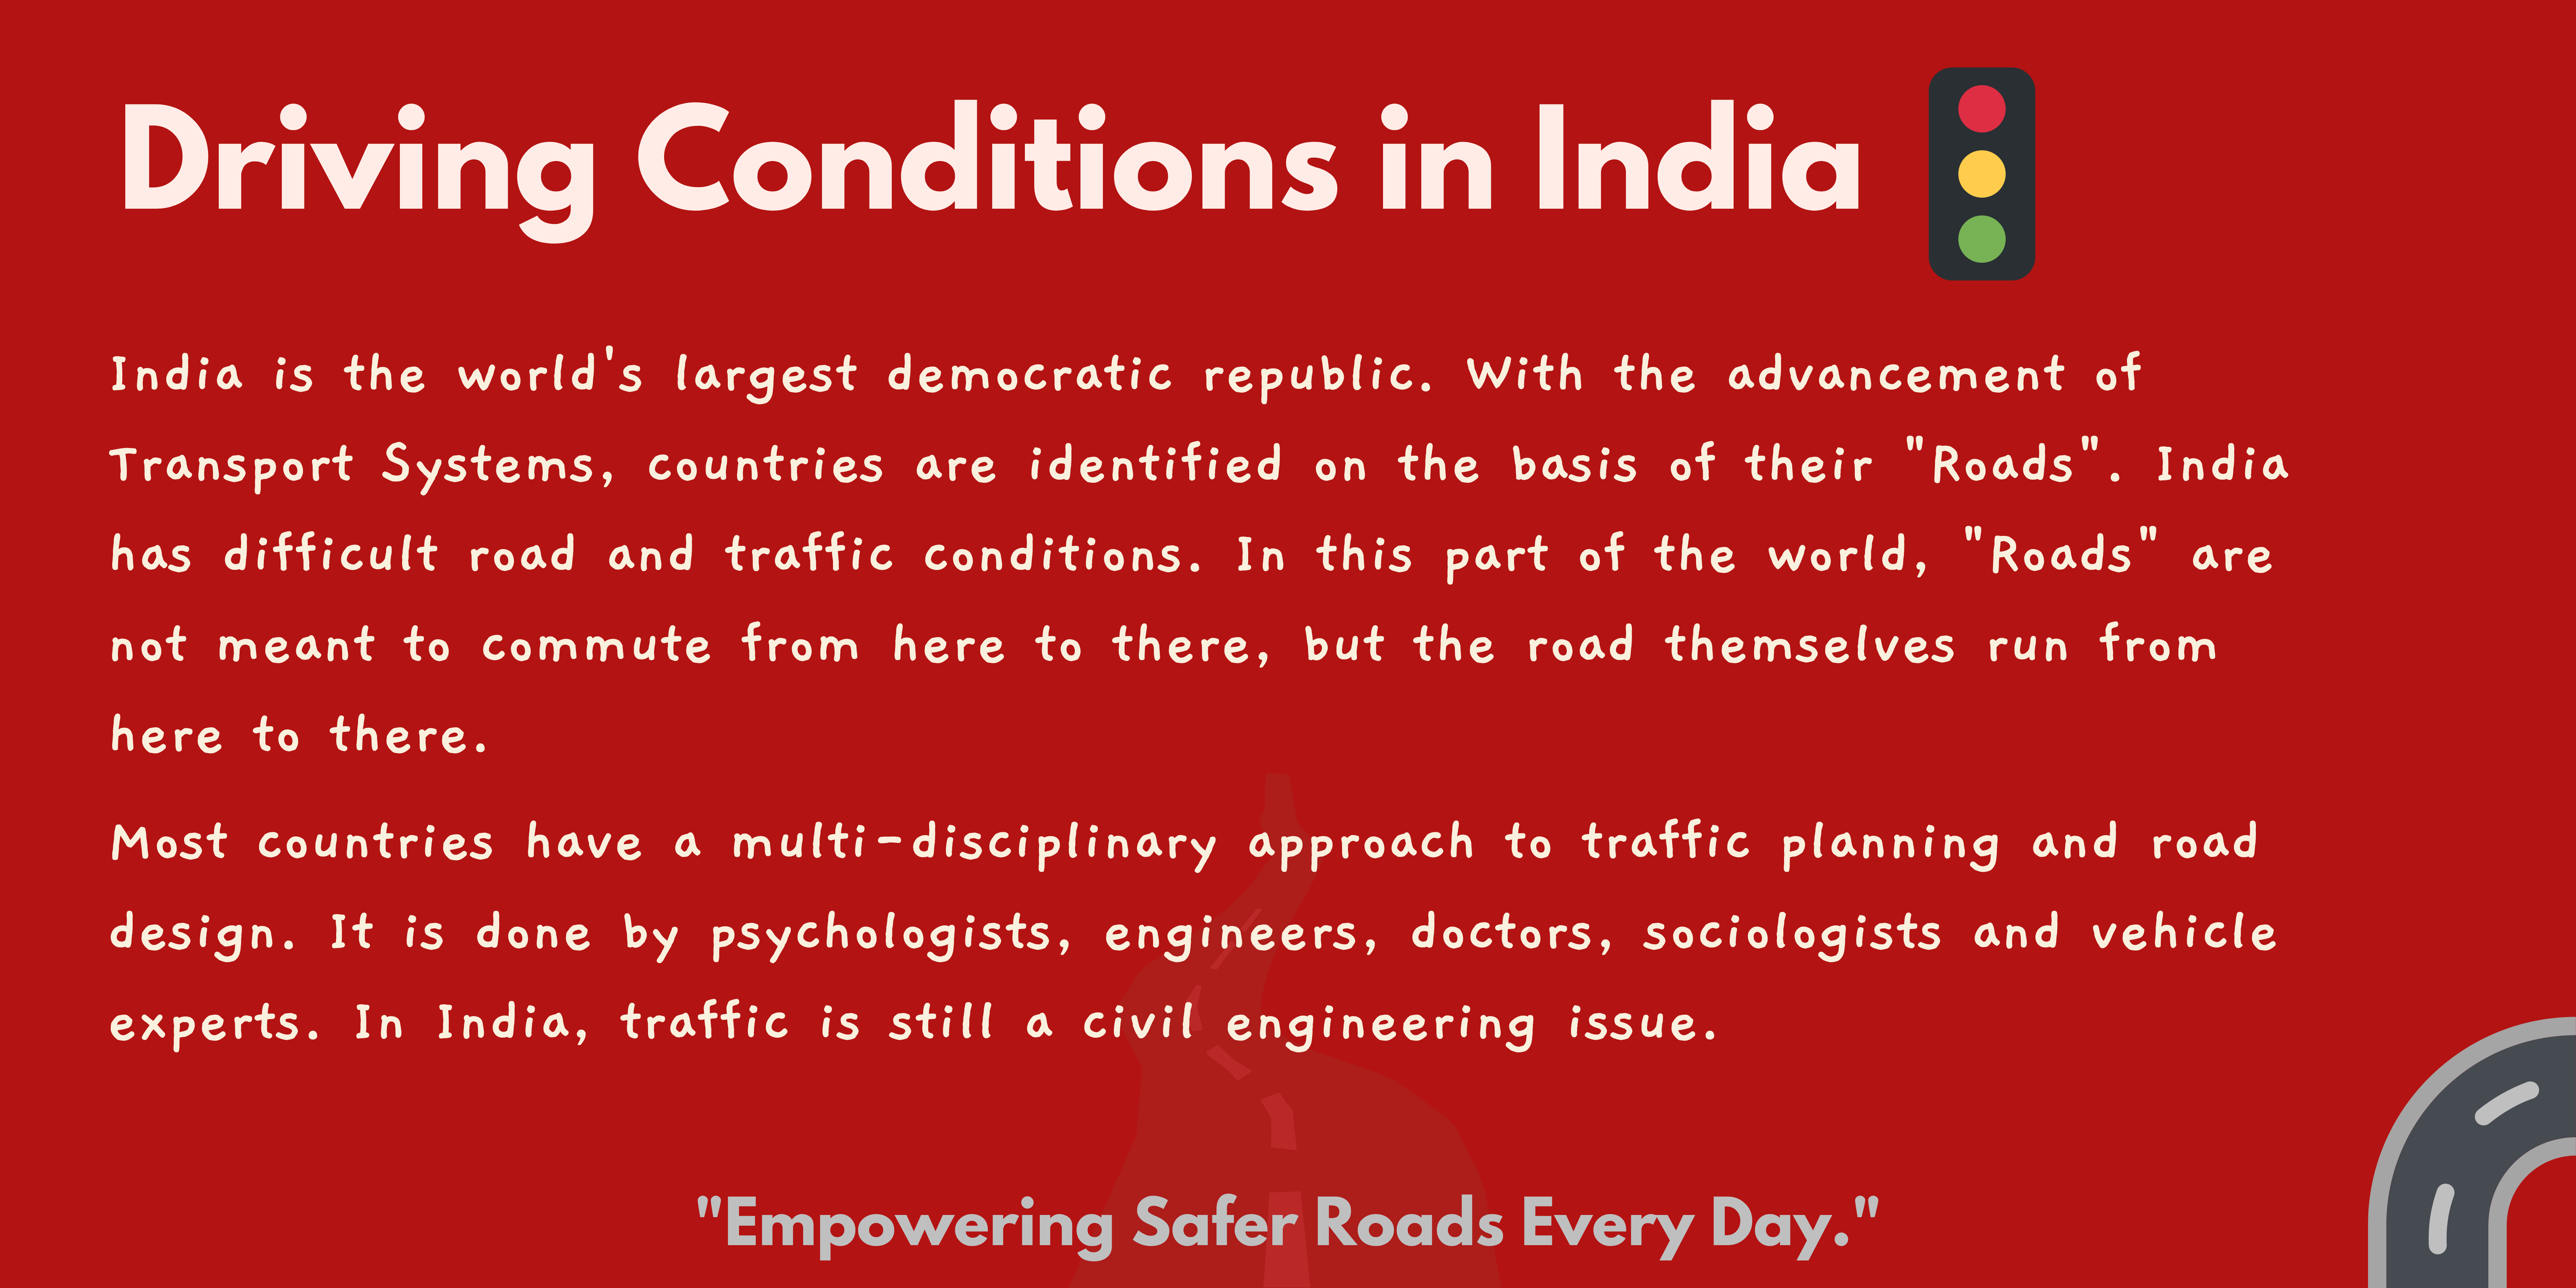 Driving Conditions in India
India is the world's largest democratic republic. With the advancement of
Transport Systems, countries are identified on the basis of their "Roads". India
has difficult road and traffic conditions. In this part of the world, "Roads" are
not meant to commute from here to there, but the road themselves run from
here to there.
Most countries have a multi-disciplinary approach to traffic planning and road
design. It is done by psychologists, engineers, doctors, sociologists and vehicle
experts. In India, traffic is still a civil engineering issue.
"Empowering Safer Roads Every Day."